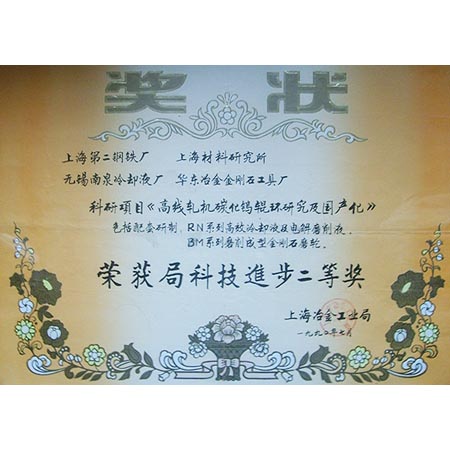 奖状
上海第二钢铁厂 上海材料研究所
无锡南泉冷却液厂 华东冶金金刚石工具厂
科研项目《高线轧机碳化钨辊环研究及国产化》
包括配套研制、RN系列高效冷却液及电解磨削液、
BM系列磨削成型金刚石磨轮。
荣获局科技進步二等奖
上海冶金工业局
一九九〇年七月